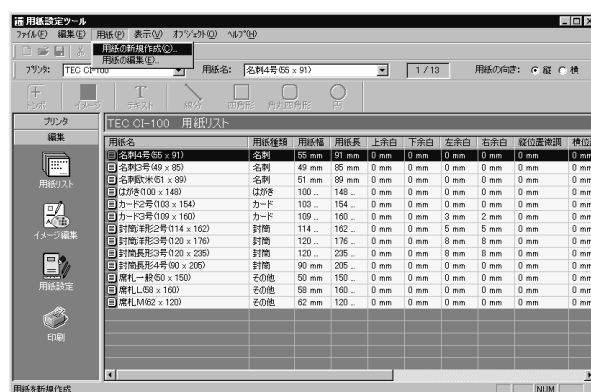 用紙設定ツール
ファイル(F) 編集(E) 用紙(P) 表示(V) オブジェクト(O) ヘルプ(H)
用紙の新規作成(C)...
用紙の編集(E)...
プリンタ: TEC CI-100 用紙名: 名刺4号(55 x 91) 1 / 13 用紙の向き: 縦 横
トンボ イメージ テキスト 線分 四角形 角丸四角形 円
プリンタ
編集
用紙リスト
イメージ編集
用紙設定
印刷
TEC CI-100 用紙リスト
用紙名 用紙種類 用紙幅 用紙長 上余白 下余白 左余白 右余白 縦位置微調 横位
名刺4号(55 x 91) 名刺 55 mm 91 mm 0 mm 0 mm 0 mm 0 mm 0 mm 0 mm
名刺3号(49 x 85) 名刺 49 mm 85 mm 0 mm 0 mm 0 mm 0 mm 0 mm 0 mm
名刺欧米(51 x 89) 名刺 51 mm 89 mm 0 mm 0 mm 0 mm 0 mm 0 mm 0 mm
はがき(100 x 148) はがき 100 ... 148 ... 0 mm 0 mm 0 mm 0 mm 0 mm 0 mm
カード2号(103 x 154) カード 103 ... 154 ... 0 mm 0 mm 0 mm 0 mm 0 mm 0 mm
カード3号(109 x 160) カード 109 ... 160 ... 0 mm 0 mm 3 mm 2 mm 0 mm 0 mm
封筒洋形2号(114 x 162) 封筒 114 ... 162 ... 0 mm 0 mm 5 mm 5 mm 0 mm 0 mm
封筒長形3号(120 x 176) 封筒 120 ... 176 ... 0 mm 0 mm 8 mm 8 mm 0 mm 0 mm
封筒長形3号(120 x 235) 封筒 120 ... 235 ... 0 mm 0 mm 8 mm 8 mm 0 mm 0 mm
封筒長形4号(90 x 205) 封筒 90 mm 205 ... 0 mm 0 mm 0 mm 0 mm 0 mm 0 mm
席札一般(50 x 150) その他 50 mm 150 ... 0 mm 0 mm 0 mm 0 mm 0 mm 0 mm
席札L(58 x 160) その他 58 mm 160 ... 0 mm 0 mm 0 mm 0 mm 0 mm 0 mm
席札M(62 x 120) その他 62 mm 120 ... 0 mm 0 mm 0 mm 0 mm 0 mm 0 mm
用紙を新規作成 NUM